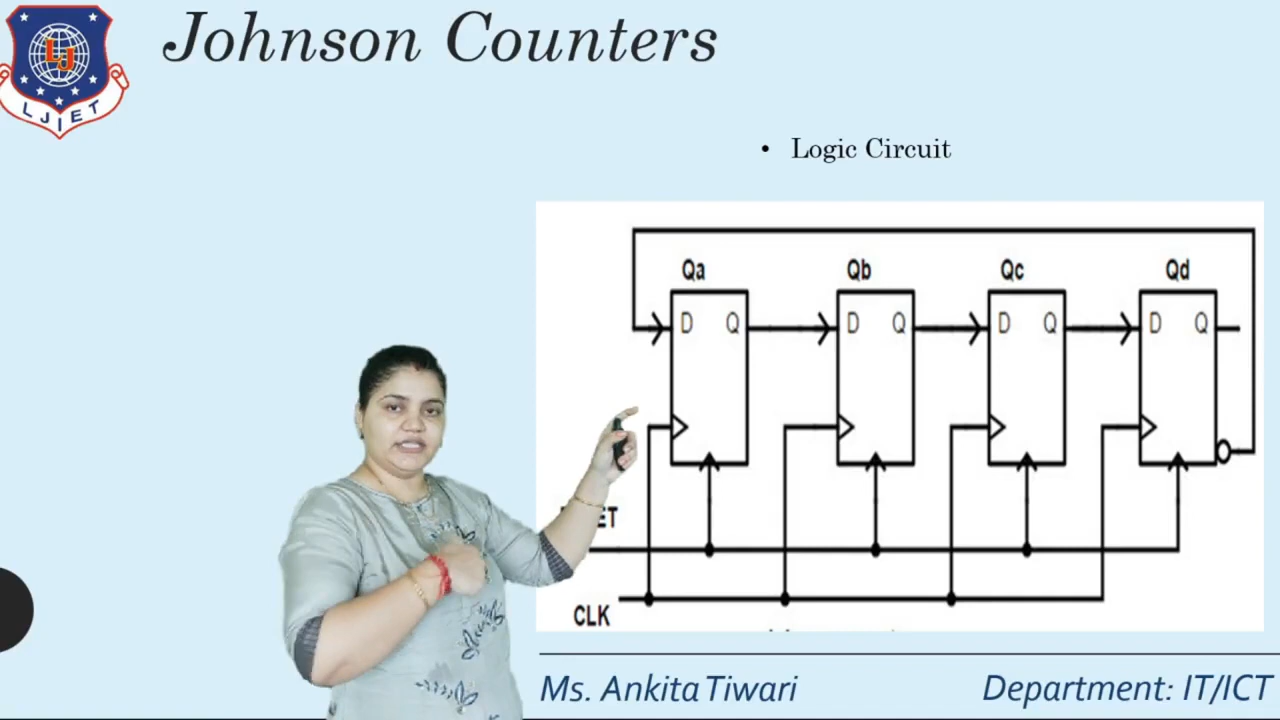 Johnson Counters
LJ
LJIET
• Logic Circuit
Qa Qb Qc Qd
D Q D Q D Q D Q
CLK
Ms. Ankita Tiwari Department: IT/ICT